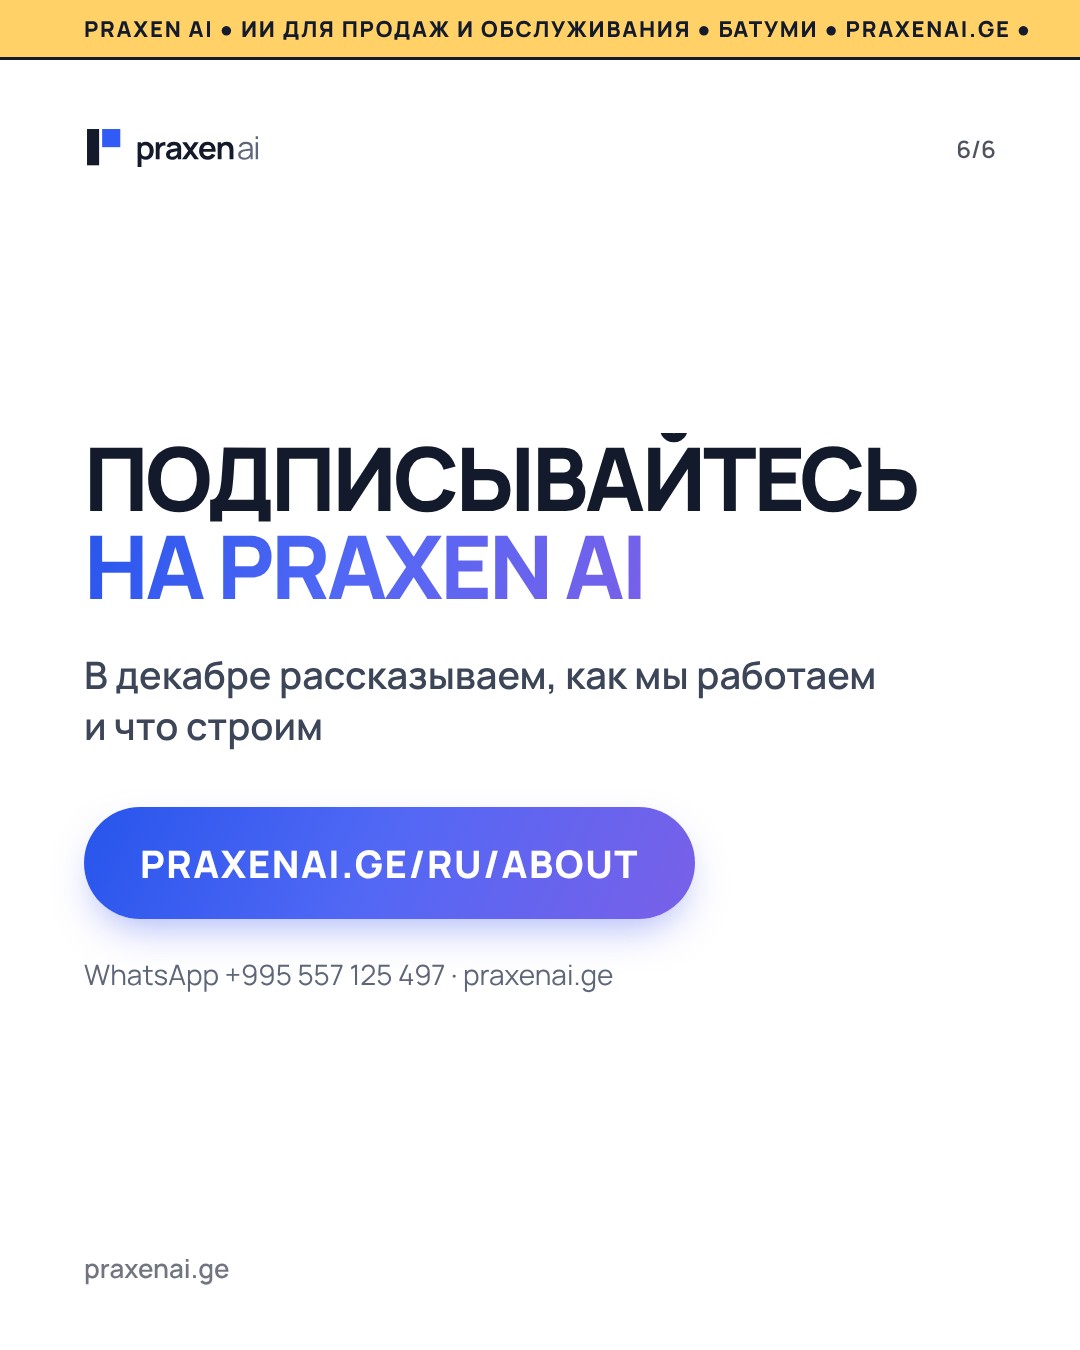 PRAXEN AI ● ИИ ДЛЯ ПРОДАЖ И ОБСЛУЖИВАНИЯ ● БАТУМИ ● PRAXENAI.GE ●
praxen ai
6/6
ПОДПИСЫВАЙТЕСЬ
НА PRAXEN AI
В декабре рассказываем, как мы работаем
и что строим
PRAXENAI.GE/RU/ABOUT
WhatsApp +995 557 125 497 · praxenai.ge
praxenai.ge